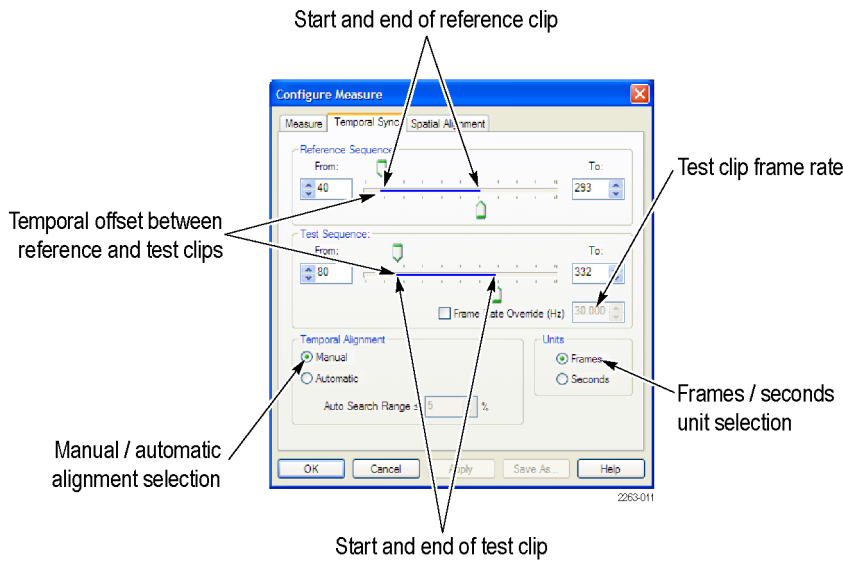 Start and end of reference clip
Configure Measure
Measure Temporal Sync Spatial Alignment
Reference Sequence
From: To:
40 293
Test clip frame rate
Temporal offset between
reference and test clips
Test Sequence:
From: To:
80 332
Frame Rate Override (Hz) 30.000
Temporal Alignment Units
Manual Frames
Automatic Seconds
Auto Search Range ± 5 %
Frames / seconds
unit selection
Manual / automatic
alignment selection
OK Cancel Apply Save As... Help
2263-011
Start and end of test clip